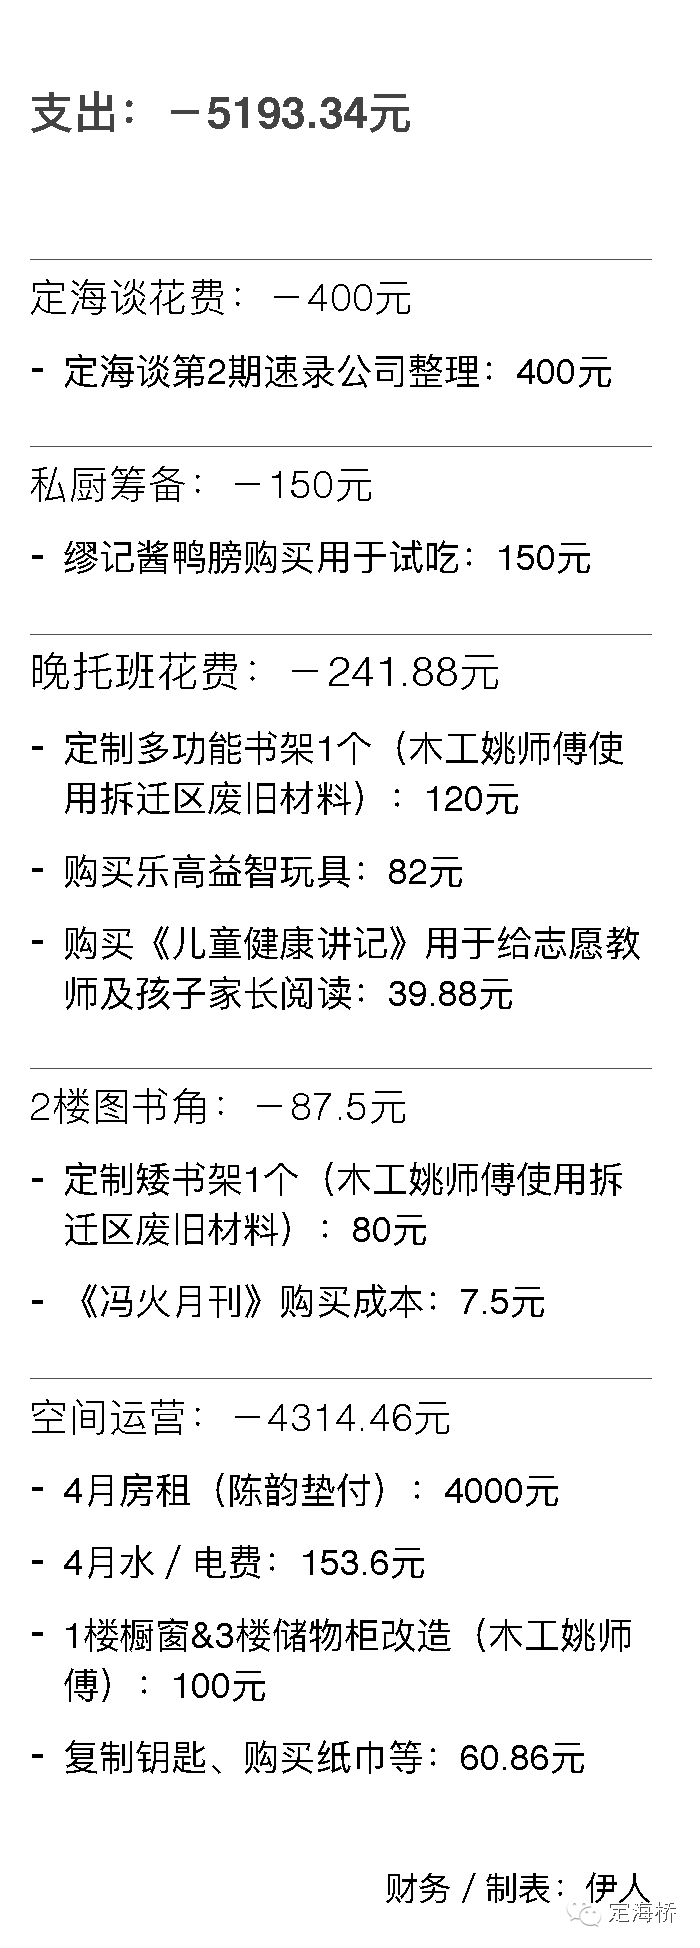 支出：－5193.34元
定海谈花费：－400元
- 定海谈第2期速录公司整理：400元
私厨筹备：－150元
- 缪记酱鸭膀购买用于试吃：150元
晚托班花费：－241.88元
- 定制多功能书架1个（木工姚师傅使
用拆迁区废旧材料）：120元
- 购买乐高益智玩具：82元
- 购买《儿童健康讲记》用于给志愿教
师及孩子家长阅读：39.88元
2楼图书角：－87.5元
- 定制矮书架1个（木工姚师傅使用拆
迁区废旧材料）：80元
- 《冯火月刊》购买成本：7.5元
空间运营：－4314.46元
- 4月房租（陈韵垫付）：4000元
- 4月水／电费：153.6元
- 1楼橱窗&3楼储物柜改造（木工姚师
傅）：100元
- 复制钥匙、购买纸巾等：60.86元
财务／制表：伊人
定海桥